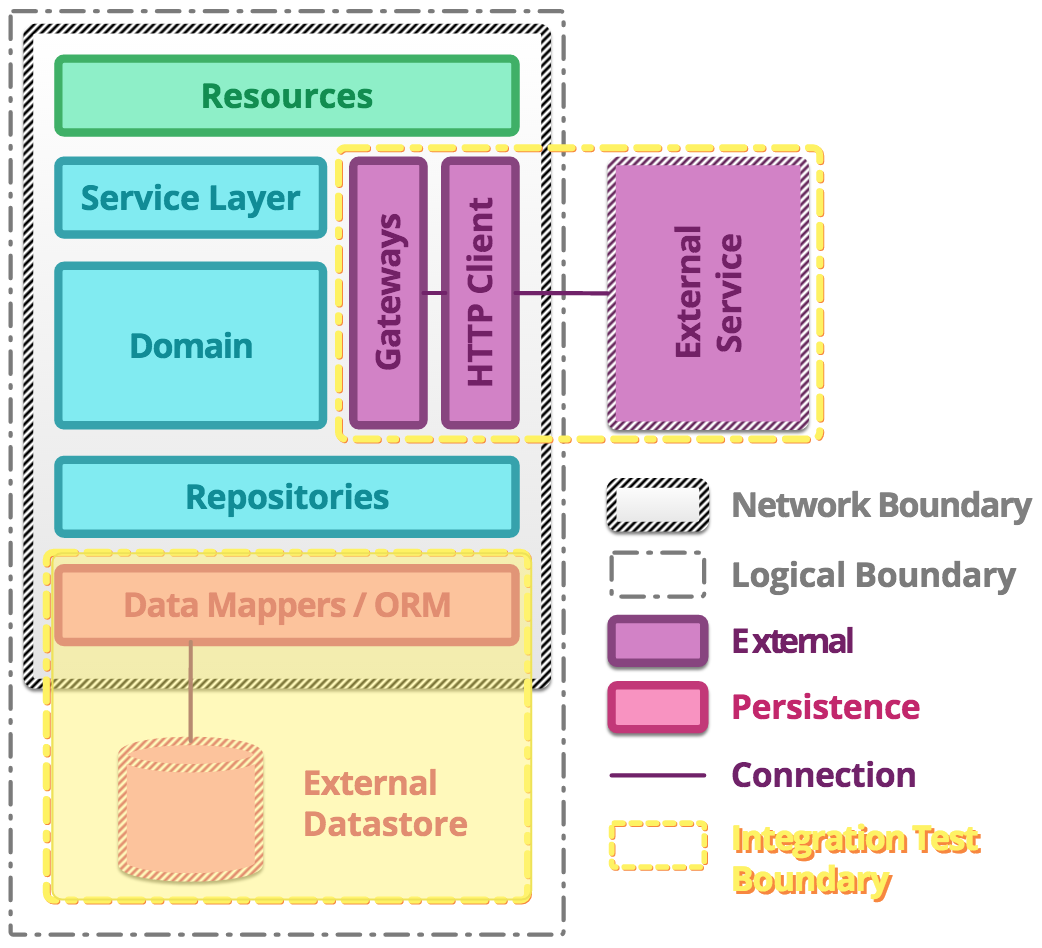 Resources
Service Layer
Gateways
HTTP Client
External
Service
Domain
Repositories
Data Mappers / ORM
External
Datastore
Network Boundary
Logical Boundary
External
Persistence
Connection
Integration Test
Boundary